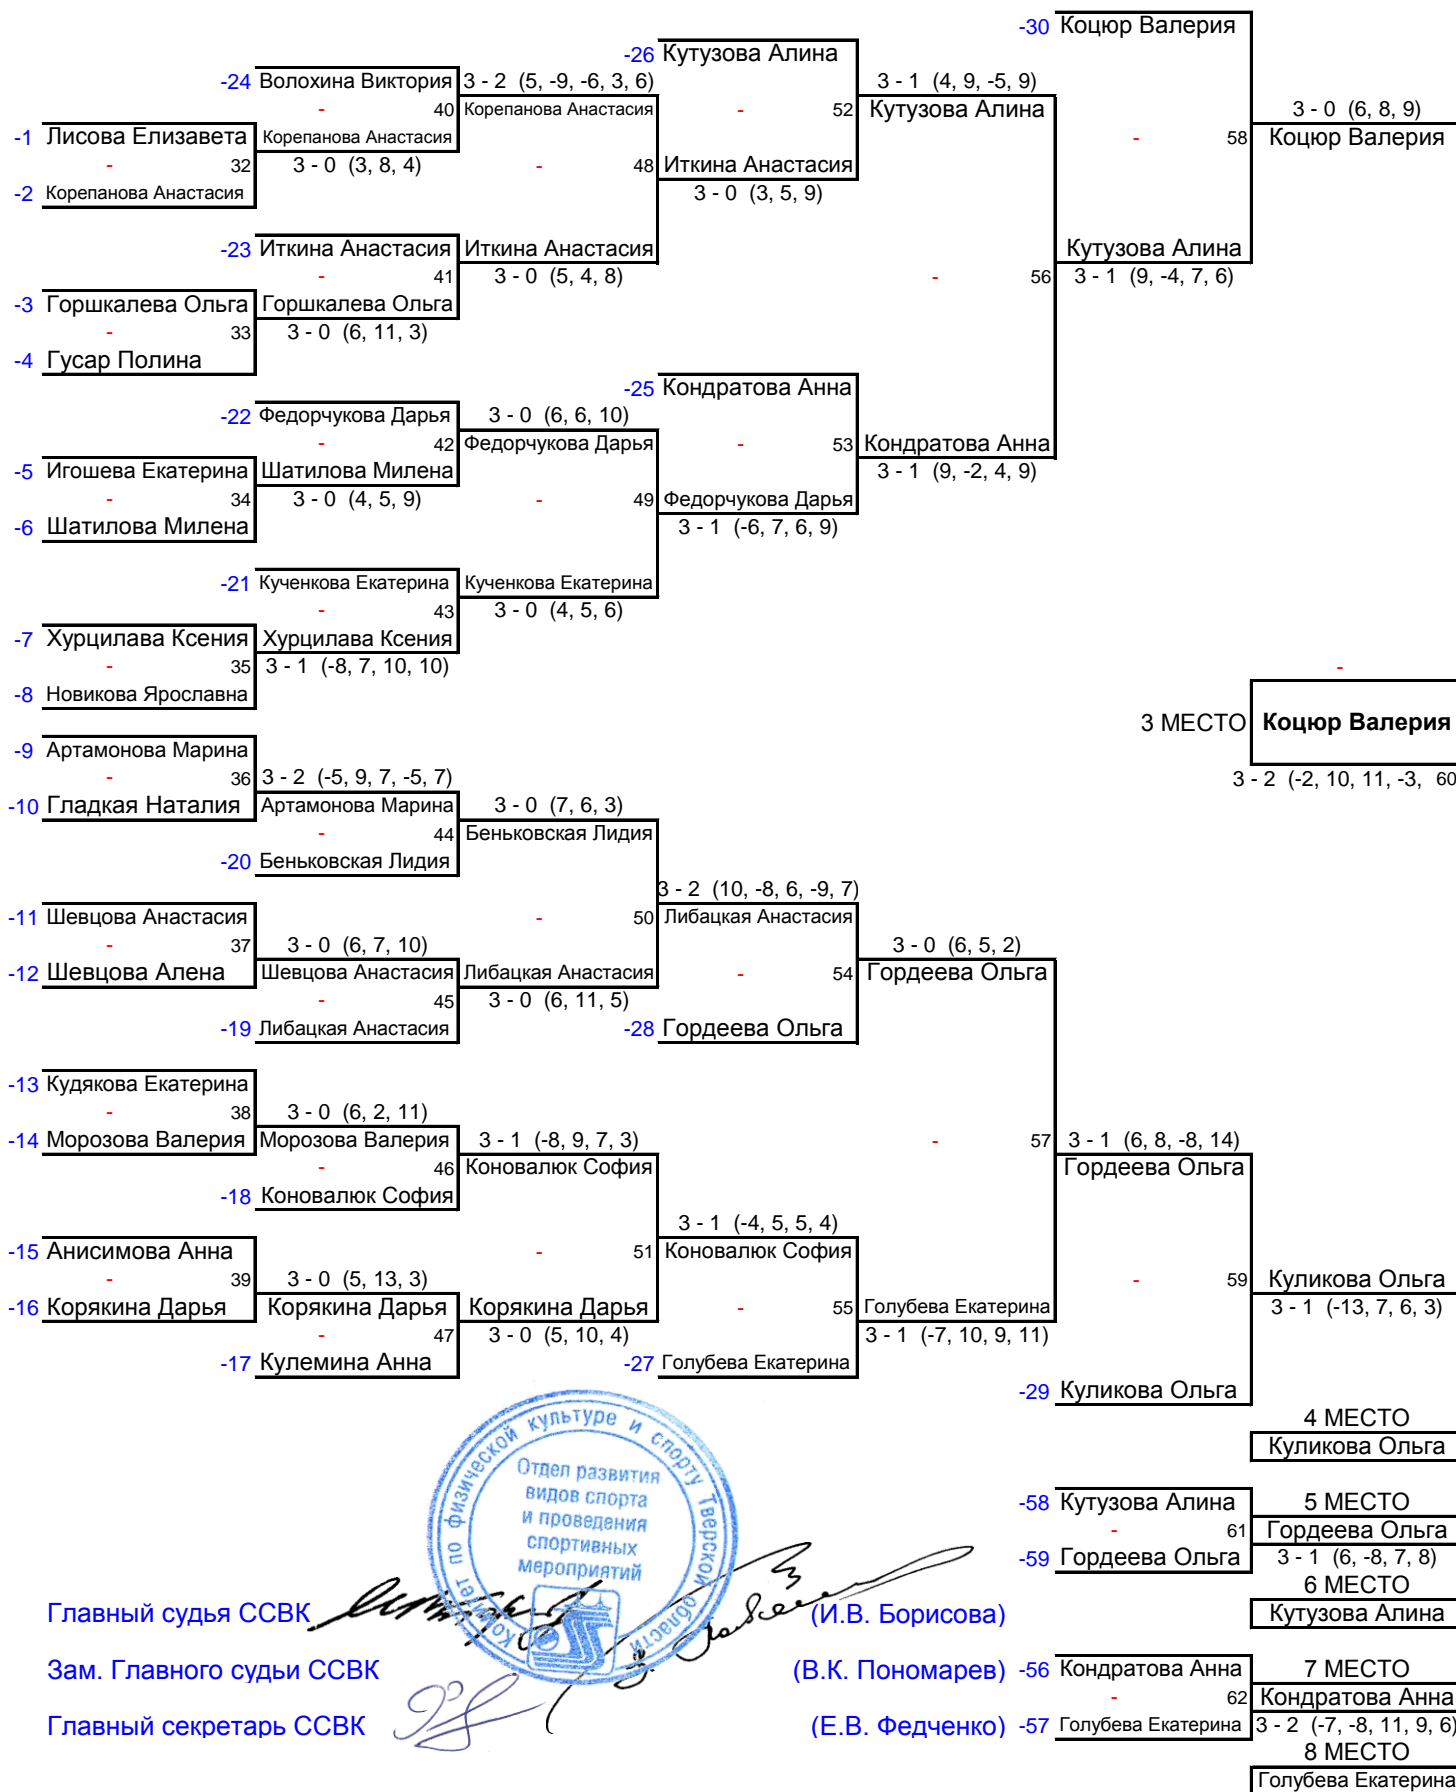 -30 Коцюр Валерия
-26 Кутузова Алина
-24 Волохина Виктория 3 - 2 (5, -9, -6, 3, 6) 3 - 1 (4, 9, -5, 9)
- 40 Корепанова Анастасия - 52 Кутузова Алина 3 - 0 (6, 8, 9)
-1 Лисова Елизавета Корепанова Анастасия - 58 Коцюр Валерия
- 32 3 - 0 (3, 8, 4) - 48 Иткина Анастасия
-2 Корепанова Анастасия 3 - 0 (3, 5, 9)
-23 Иткина Анастасия Иткина Анастасия Кутузова Алина
- 41 3 - 0 (5, 4, 8) - 56 3 - 1 (9, -4, 7, 6)
-3 Горшкалева Ольга Горшкалева Ольга
- 33 3 - 0 (6, 11, 3)
-4 Гусар Полина
-25 Кондратова Анна
-22 Федорчукова Дарья 3 - 0 (6, 6, 10)
- 42 Федорчукова Дарья - 53 Кондратова Анна
-5 Игошева Екатерина Шатилова Милена 3 - 1 (9, -2, 4, 9)
- 34 3 - 0 (4, 5, 9) - 49 Федорчукова Дарья
-6 Шатилова Милена 3 - 1 (-6, 7, 6, 9)
-21 Кученкова Екатерина Кученкова Екатерина
- 43 3 - 0 (4, 5, 6)
-7 Хурцилава Ксения Хурцилава Ксения
- 35 3 - 1 (-8, 7, 10, 10) -
-8 Новикова Ярославна
3 МЕСТО Коцюр Валерия
-9 Артамонова Марина
- 36 3 - 2 (-5, 9, 7, -5, 7) 3 - 2 (-2, 10, 11, -3, 60
-10 Гладкая Наталия Артамонова Марина 3 - 0 (7, 6, 3)
- 44 Беньковская Лидия
-20 Беньковская Лидия
3 - 2 (10, -8, 6, -9, 7)
-11 Шевцова Анастасия - 50 Либацкая Анастасия
- 37 3 - 0 (6, 7, 10) 3 - 0 (6, 5, 2)
-12 Шевцова Алена Шевцова Анастасия Либацкая Анастасия - 54 Гордеева Ольга
- 45 3 - 0 (6, 11, 5)
-19 Либацкая Анастасия -28 Гордеева Ольга
-13 Кудякова Екатерина
- 38 3 - 0 (6, 2, 11)
-14 Морозова Валерия Морозова Валерия 3 - 1 (-8, 9, 7, 3) - 57 3 - 1 (6, 8, -8, 14)
- 46 Коновалюк София Гордеева Ольга
-18 Коновалюк София
3 - 1 (-4, 5, 5, 4)
-15 Анисимова Анна - 51 Коновалюк София
- 39 3 - 0 (5, 13, 3) - 59 Куликова Ольга
-16 Корякина Дарья Корякина Дарья Корякина Дарья - 55 Голубева Екатерина 3 - 1 (-13, 7, 6, 3)
- 47 3 - 0 (5, 10, 4) 3 - 1 (-7, 10, 9, 11)
-17 Кулемина Анна -27 Голубева Екатерина
-29 Куликова Ольга
4 МЕСТО
Куликова Ольга
Комитет по физической культуре и спорту Тверской области
Отдел развития
видов спорта
и проведения
спортивных
мероприятий
-58 Кутузова Алина 5 МЕСТО
- 61 Гордеева Ольга
-59 Гордеева Ольга 3 - 1 (6, -8, 7, 8)
6 МЕСТО
Главный судья ССВК (И.В. Борисова) Кутузова Алина
Зам. Главного судьи ССВК (В.К. Пономарев) -56 Кондратова Анна 7 МЕСТО
- 62 Кондратова Анна
Главный секретарь ССВК (Е.В. Федченко) -57 Голубева Екатерина 3 - 2 (-7, -8, 11, 9, 6)
8 МЕСТО
Голубева Екатерина